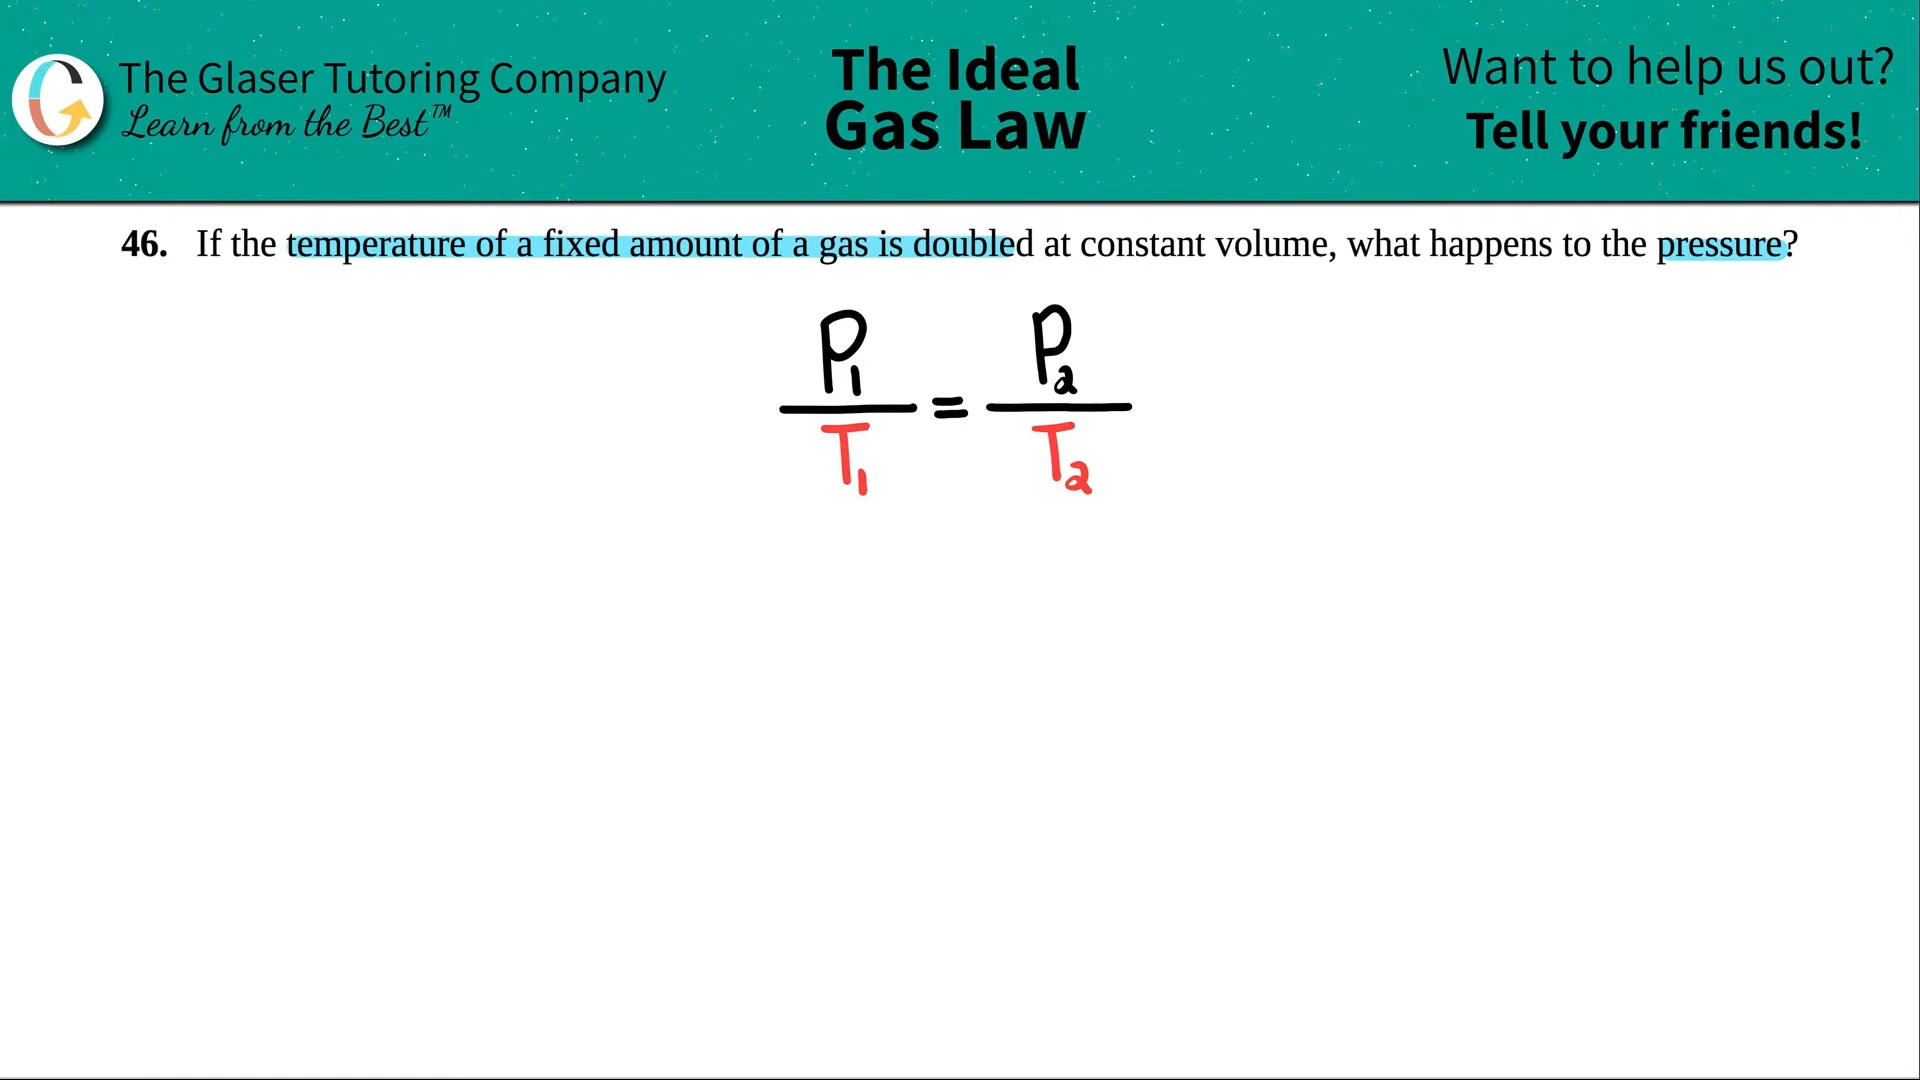 The Glaser Tutoring Company
Learn from the Best™
The Ideal
Gas Law
Want to help us out?
Tell your friends!
46. If the temperature of a fixed amount of a gas is doubled at constant volume, what happens to the pressure?
P₁/T₁ = P₂/T₂